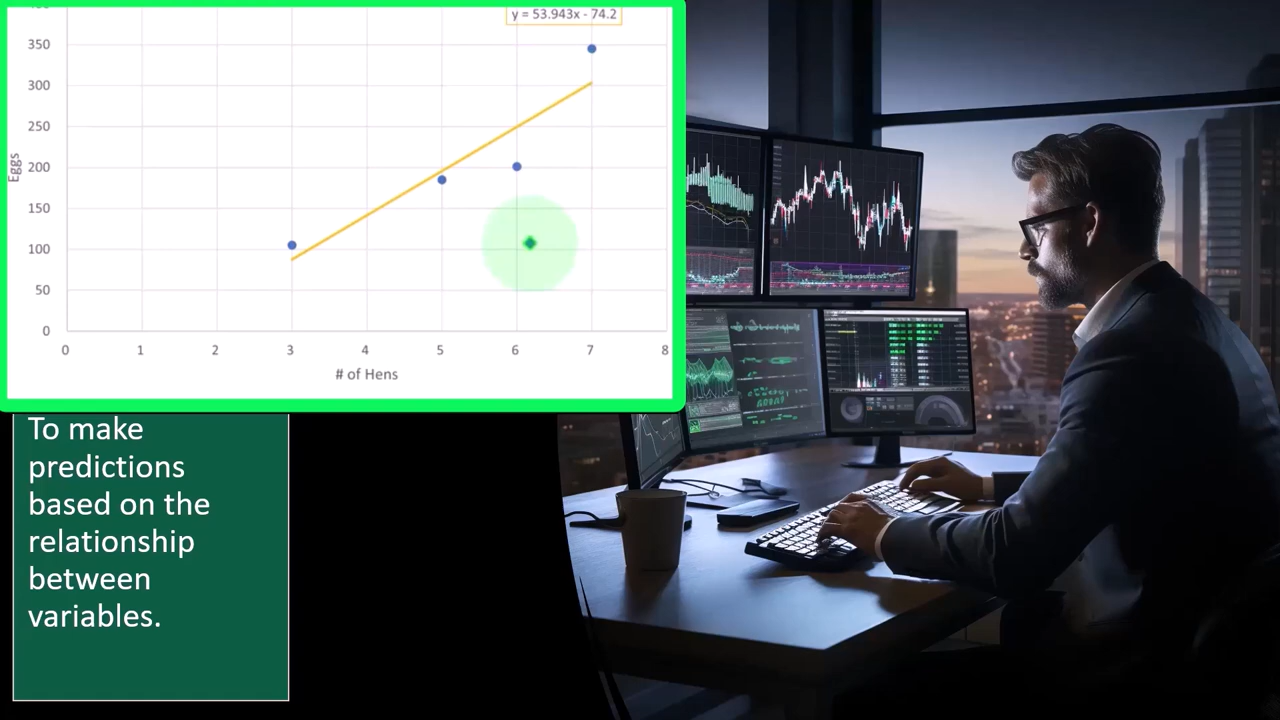 y = 53.943x - 74.2
350
300
250
200
150
100
50
0
Eggs
0 1 2 3 4 5 6 7 8
# of Hens
To make
predictions
based on the
relationship
between
variables.